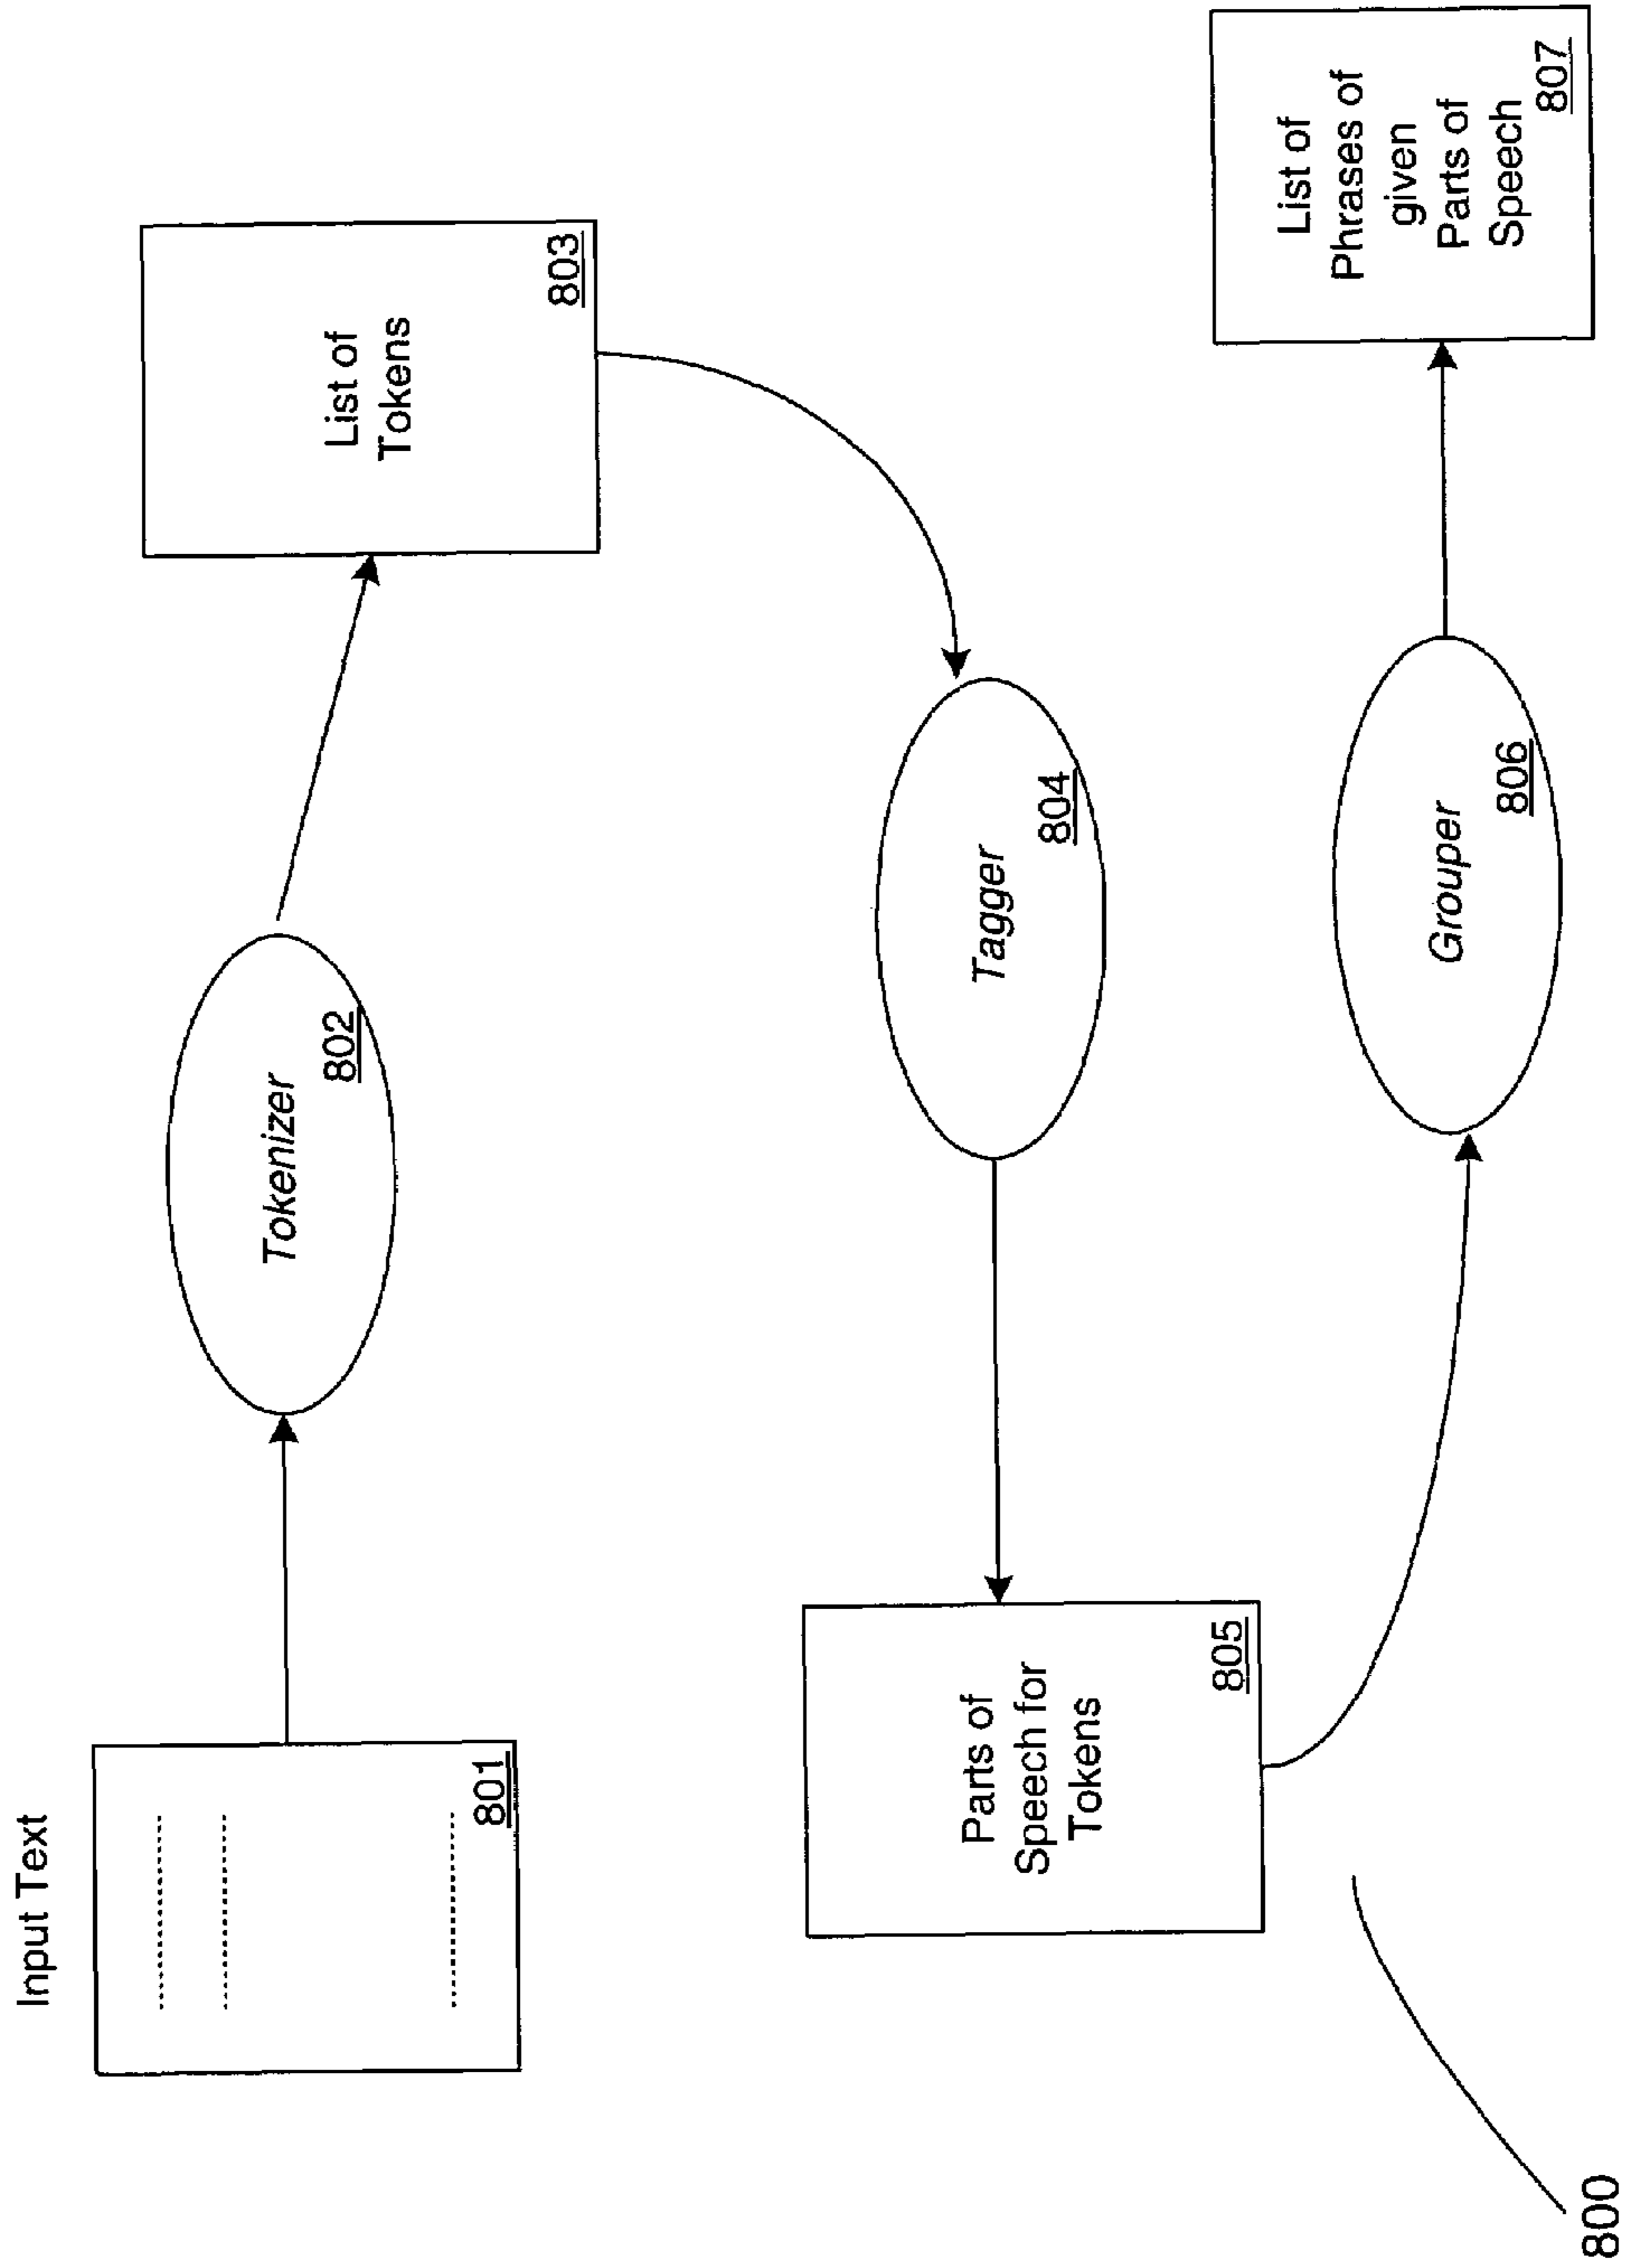 Input Text
801
Tokenizer
802
List of
Tokens
803
Tagger
804
Parts of
Speech for
Tokens
805
Grouper
806
List of
Phrases of
given
Parts of
Speech
807
800